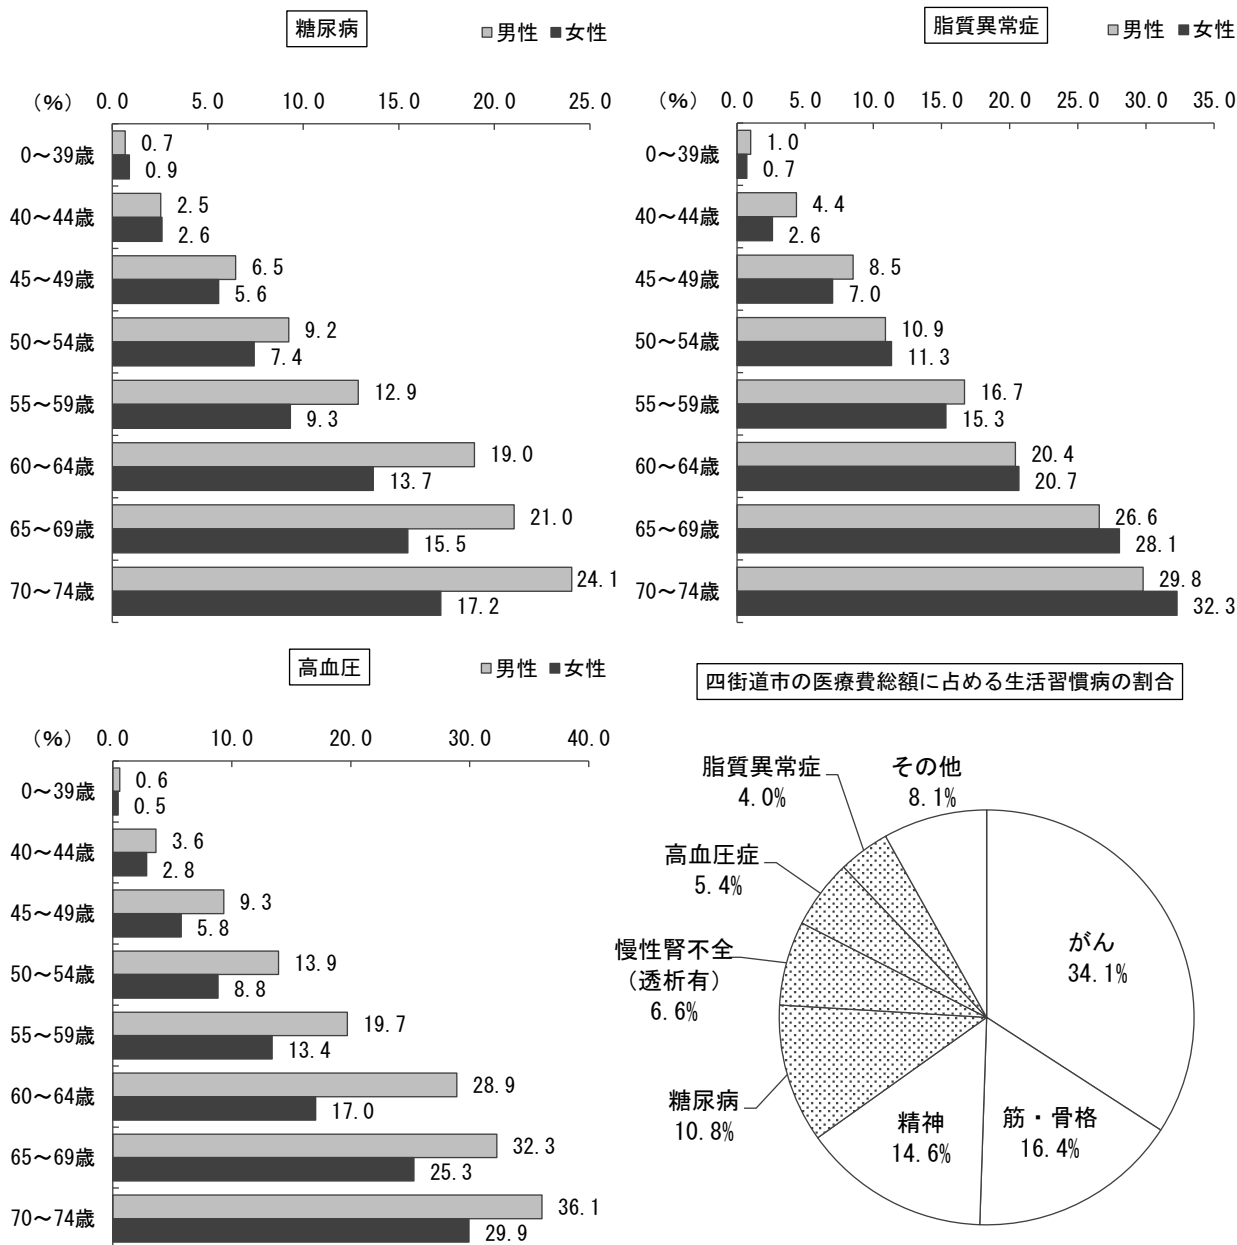 糖尿病
男性 女性
(%) 0.0 5.0 10.0 15.0 20.0 25.0
0～39歳 0.7
0.9
40～44歳 2.5
2.6
45～49歳 6.5
5.6
50～54歳 9.2
7.4
55～59歳 12.9
9.3
60～64歳 19.0
13.7
65～69歳 21.0
15.5
70～74歳 24.1
17.2
脂質異常症
男性 女性
(%) 0.0 5.0 10.0 15.0 20.0 25.0 30.0 35.0
0～39歳 1.0
0.7
40～44歳 4.4
2.6
45～49歳 8.5
7.0
50～54歳 10.9
11.3
55～59歳 16.7
15.3
60～64歳 20.4
20.7
65～69歳 26.6
28.1
70～74歳 29.8
32.3
高血圧
男性 女性
(%) 0.0 10.0 20.0 30.0 40.0
0～39歳 0.6
0.5
40～44歳 3.6
2.8
45～49歳 9.3
5.8
50～54歳 13.9
8.8
55～59歳 19.7
13.4
60～64歳 28.9
17.0
65～69歳 32.3
25.3
70～74歳 36.1
29.9
四街道市の医療費総額に占める生活習慣病の割合
脂質異常症
4.0%
その他
8.1%
高血圧症
5.4%
慢性腎不全
(透析有)
6.6%
糖尿病
10.8%
精神
14.6%
筋・骨格
16.4%
がん
34.1%